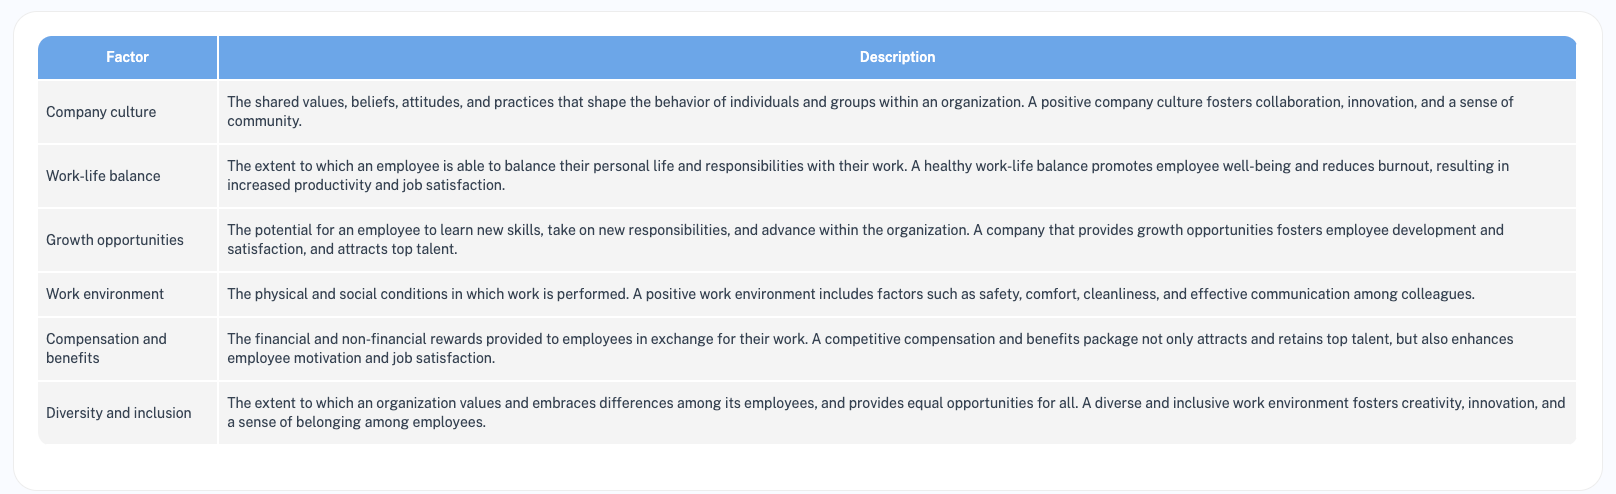 Factor
Description
Company culture
The shared values, beliefs, attitudes, and practices that shape the behavior of individuals and groups within an organization. A positive company culture fosters collaboration, innovation, and a sense of
community.
Work-life balance
The extent to which an employee is able to balance their personal life and responsibilities with their work. A healthy work-life balance promotes employee well-being and reduces burnout, resulting in
increased productivity and job satisfaction.
Growth opportunities
The potential for an employee to learn new skills, take on new responsibilities, and advance within the organization. A company that provides growth opportunities fosters employee development and
satisfaction, and attracts top talent.
Work environment
The physical and social conditions in which work is performed. A positive work environment includes factors such as safety, comfort, cleanliness, and effective communication among colleagues.
Compensation and
benefits
The financial and non-financial rewards provided to employees in exchange for their work. A competitive compensation and benefits package not only attracts and retains top talent, but also enhances
employee motivation and job satisfaction.
Diversity and inclusion
The extent to which an organization values and embraces differences among its employees, and provides equal opportunities for all. A diverse and inclusive work environment fosters creativity, innovation, and
a sense of belonging among employees.